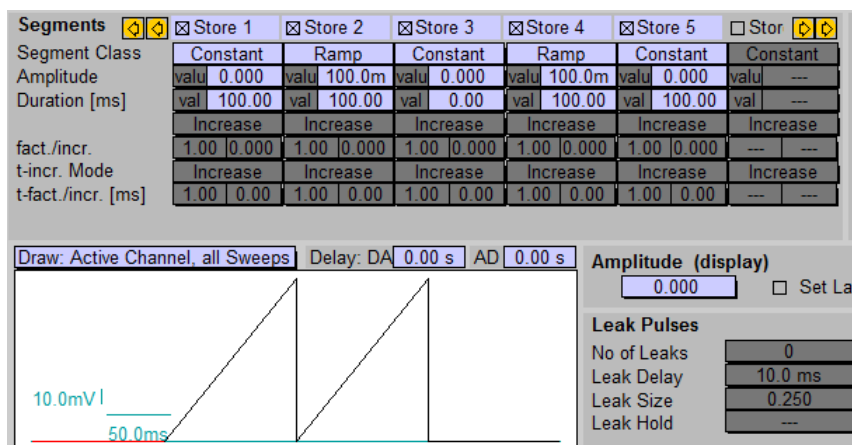 Segments Store 1 Store 2 Store 3 Store 4 Store 5 Stor
Segment Class Constant Ramp Constant Ramp Constant Constant
Amplitude valu 0.000 valu 100.0m valu 0.000 valu 100.0m valu 0.000 valu ---
Duration [ms] val 100.00 val 100.00 val 0.00 val 100.00 val 100.00 val ---
Increase Increase Increase Increase Increase Increase
fact./incr. 1.00 0.000 1.00 0.000 1.00 0.000 1.00 0.000 1.00 0.000 --- ---
t-incr. Mode Increase Increase Increase Increase Increase Increase
t-fact./incr. [ms] 1.00 0.00 1.00 0.00 1.00 0.00 1.00 0.00 1.00 0.00 --- ---
Draw: Active Channel, all Sweeps Delay: DA 0.00 s AD 0.00 s
10.0mV
50.0ms
Amplitude (display)
0.000 Set La
Leak Pulses
No of Leaks 0
Leak Delay 10.0 ms
Leak Size 0.250
Leak Hold ---